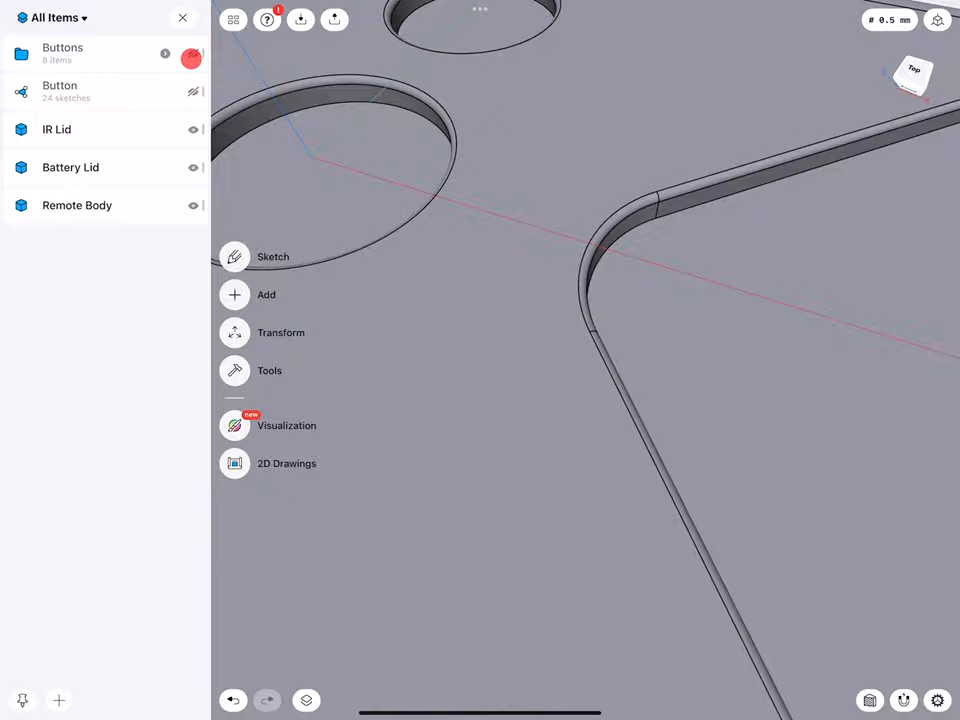 All Items
Buttons
8 items
Button
24 sketches
IR Lid
Battery Lid
Remote Body
?
!
# 0.5 mm
Top
Sketch
Add
Transform
Tools
new
Visualization
2D Drawings